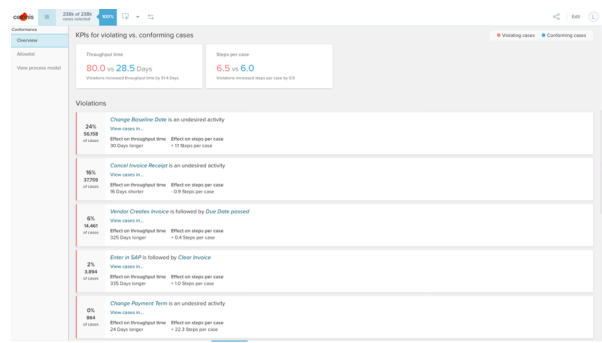 celonis
238k of 238k
cases selected
100%
Edit
L
Conformance
Overview
Allowlist
View process model
KPIs for violating vs. conforming cases
Violating cases
Conforming cases
Throughput time
80.0 vs 28.5 Days
Violations increased throughput time by 51.4 Days
Steps per case
6.5 vs 6.0
Violations increased steps per case by 0.5
Violations
24%
56,158
of cases
Change Baseline Date is an undesired activity
View cases in...
Effect on throughput time Effect on steps per case
30 Days longer + 1.1 Steps per case
16%
37,709
of cases
Cancel Invoice Receipt is an undesired activity
View cases in...
Effect on throughput time Effect on steps per case
16 Days shorter - 0.9 Steps per case
6%
14,461
of cases
Vendor Creates Invoice is followed by Due Date passed
View cases in...
Effect on throughput time Effect on steps per case
325 Days longer + 0.4 Steps per case
2%
3,894
of cases
Enter in SAP is followed by Clear Invoice
View cases in...
Effect on throughput time Effect on steps per case
335 Days longer + 1.0 Steps per case
0%
864
of cases
Change Payment Term is an undesired activity
View cases in...
Effect on throughput time Effect on steps per case
24 Days longer + 22.3 Steps per case